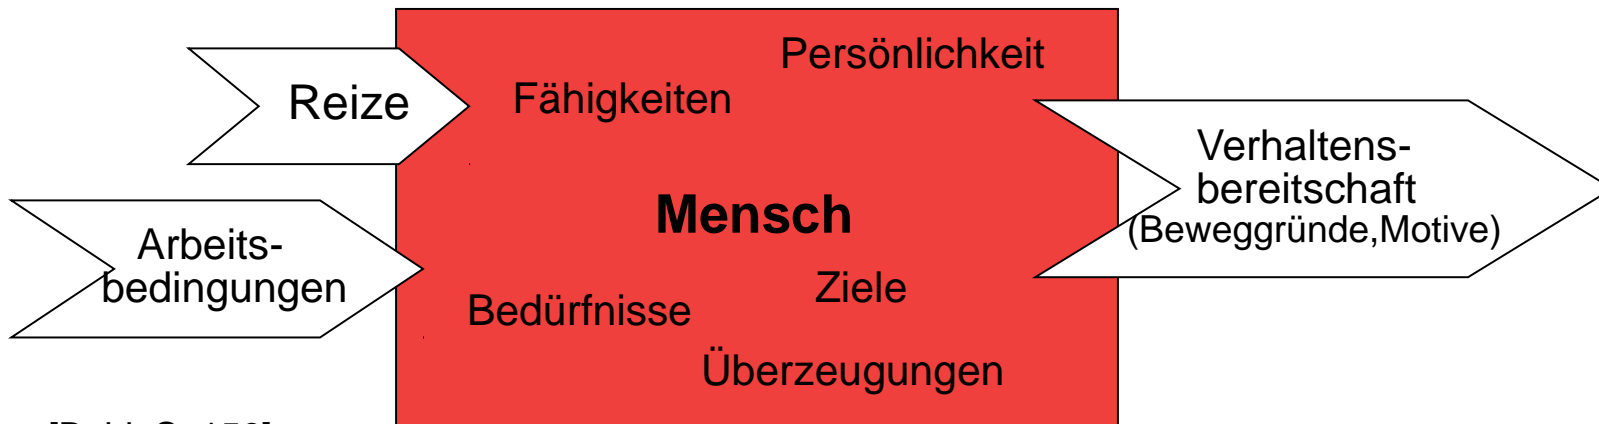 Persönlichkeit
Reize
Fähigkeiten
Verhaltens-
bereitschaft
(Beweggründe,Motive)
Mensch
Arbeits-
bedingungen
Ziele
Bedürfnisse
Überzeugungen